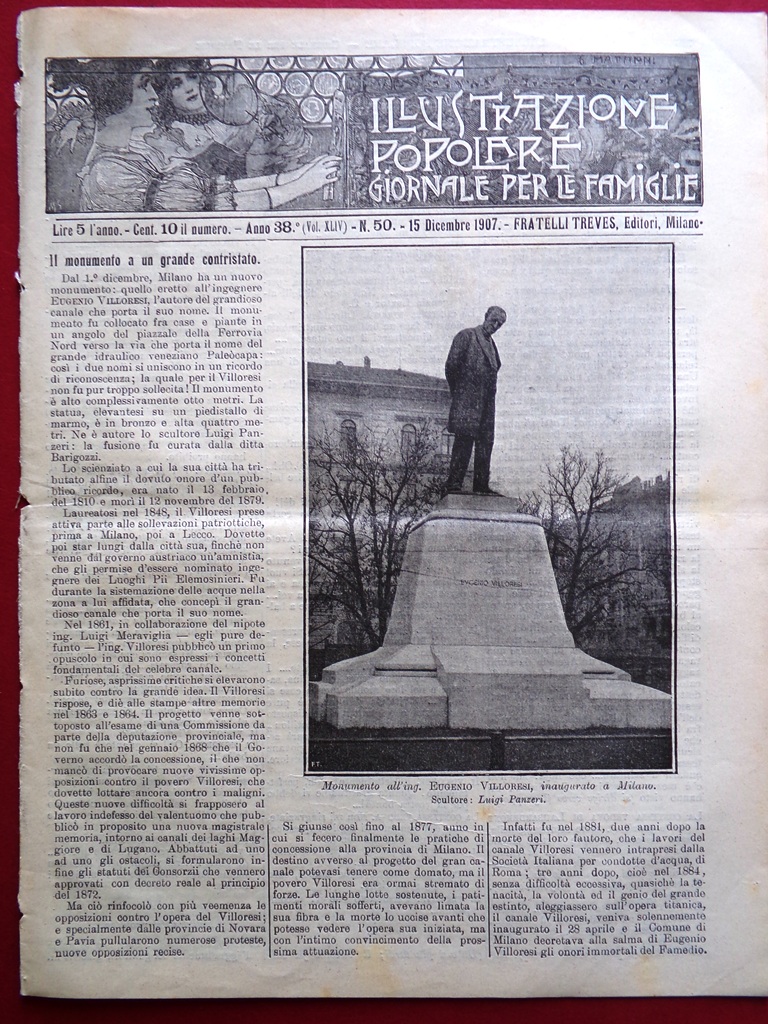 G. MATALONI
ILLUSTRAZIONE
POPOLARE
GIORNALE PER LE FAMIGLIE
Lire 5 l'anno. - Cent. 10 il numero. - Anno 38.º (Vol. XLIV) - N. 50. - 15 Dicembre 1907. - FRATELLI TREVES, Editori, Milano.
Il monumento a un grande contristato.
Dal 1.º dicembre, Milano ha un nuovo
monumento: quello eretto all'ingegnere
EUGENIO VILLORESI, l'autore del grandioso
canale che porta il suo nome. Il monu-
mento fu collocato fra case e piante in
un angolo del piazzale della Ferrovia
Nord verso la via che porta il nome del
grande idraulico veneziano Paleòcapa:
così i due nomi si uniscono in un ricordo
di riconoscenza; la quale per il Villoresi
non fu pur troppo sollecita! Il monumento
è alto complessivamente otto metri. La
statua, elevantesi su un piedistallo di
marmo, è in bronzo e alta quattro me-
tri. Ne è autore lo scultore Luigi Pan-
zeri: la fusione fu curata dalla ditta
Barigozzi.
Lo scienziato a cui la sua città ha tri-
butato alfine il dovuto onore d'un pub-
blico ricordo, era nato il 13 febbraio
del 1810 e morì il 12 novembre del 1879.
Laureatosi nel 1848, il Villoresi prese
attiva parte alle sollevazioni patriottiche,
prima a Milano, poi a Lecco. Dovette
poi star lungi dalla città sua, finchè non
venne dal governo austriaco un'amnistia,
che gli permise d'essere nominato inge-
gnere dei Luoghi Pii Elemosinieri. Fu
durante la sistemazione delle acque nella
zona a lui affidata, che concepì il gran-
dioso canale che porta il suo nome.
Nel 1861, in collaborazione del nipote
ing. Luigi Meraviglia — egli pure de-
funto — l'ing. Villoresi pubblicò un primo
opuscolo in cui sono espressi i concetti
fondamentali del celebre canale.
Furiose, asprissime critiche si elevarono
subito contro la grande idea. Il Villoresi
rispose, e diè alle stampe altre memorie
nel 1863 e 1864. Il progetto venne sot-
toposto all'esame di una Commissione da
parte della deputazione provinciale, ma
non fu che nel gennaio 1868 che il Go-
verno accordò la concessione, il che non
mancò di provocare nuove vivissime op-
posizioni contro il povero Villoresi, che
dovette lottare ancora contro i maligni.
Queste nuove difficoltà si frapposero al
lavoro indefesso del valentuomo che pub-
blicò in proposito una nuova magistrale
memoria, intorno ai canali dei laghi Mag-
giore e di Lugano. Abbattuti ad uno
ad uno gli ostacoli, si formularono in-
fine gli statuti dei Consorzii che vennero
approvati con decreto reale al principio
del 1872.
Ma ciò rinfocolò con più veemenza le
opposizioni contro l'opera del Villoresi;
e specialmente dalle provincie di Novara
e Pavia pullularono numerose proteste,
nuove opposizioni recise.
EUGENIO VILLORESI
F.T.
Monumento all'ing. EUGENIO VILLORESI, inaugurato a Milano.
Scultore: Luigi Panzeri.
Si giunse così fino al 1877, anno in
cui si fecero finalmente le pratiche di
concessione alla provincia di Milano. Il
destino avverso al progetto del gran ca-
nale potevasi tenere come domato, ma il
povero Villoresi era ormai stremato di
forze. Le lunghe lotte sostenute, i pati-
menti morali sofferti, avevano limata la
sua fibra e la morte lo uccise avanti che
potesse vedere l'opera sua iniziata, ma
con l'intimo convincimento della pros-
sima attuazione.
Infatti fu nel 1881, due anni dopo la
morte del loro fautore, che i lavori del
Villoresi vennero intrapresi dalla
Società Italiana per condotte d'acqua, di
Roma; tre anni dopo, cioè nel 1884,
senza difficoltà eccessiva, quasichè la te-
nacità, la volontà ed il genio del grande
estinto, aleggiassero sull'opera titanica,
il canale Villoresi, veniva solennemente
inaugurato il 28 aprile e il Comune di
Milano decretava alla salma di Eugenio
Villoresi gli onori immortali del Famedio.